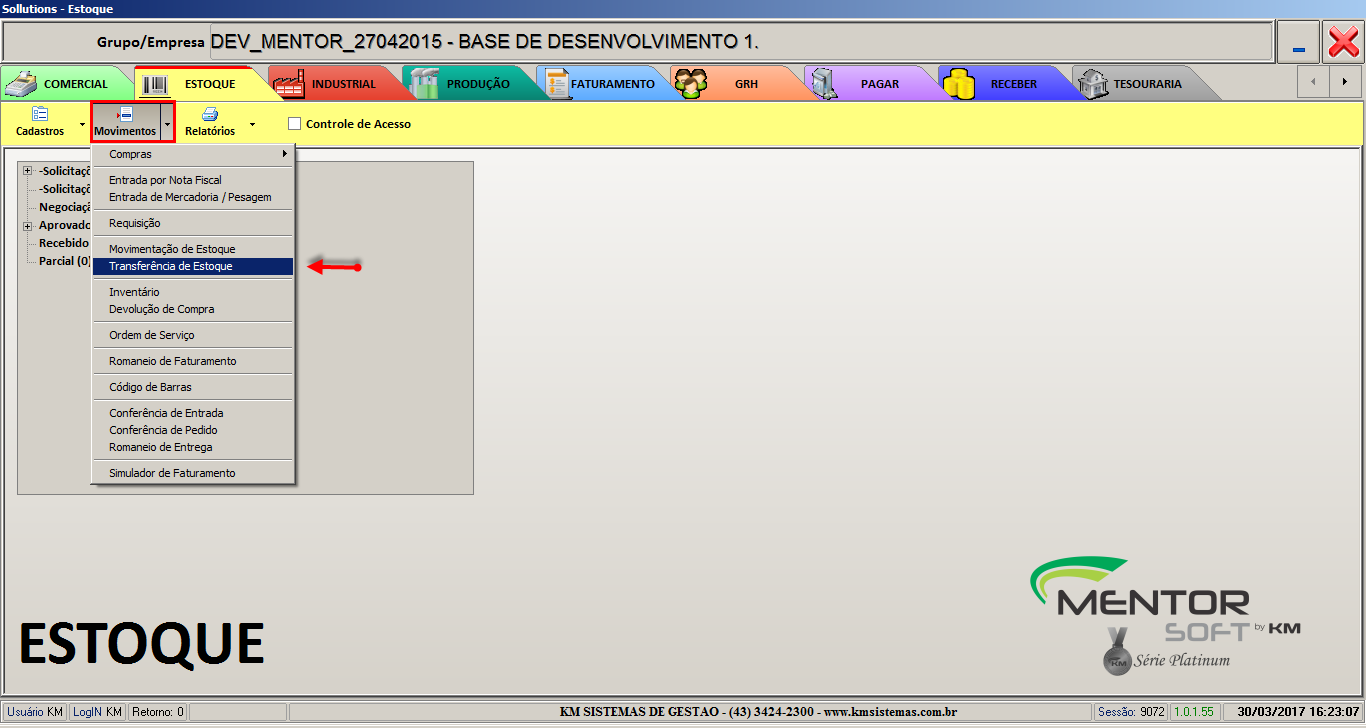 Sollutions - Estoque
Grupo/Empresa DEV_MENTOR_27042015 - BASE DE DESENVOLVIMENTO 1.
COMERCIAL ESTOQUE INDUSTRIAL PRODUÇÃO FATURAMENTO GRH PAGAR RECEBER TESOURARIA
Cadastros Movimentos Relatórios Controle de Acesso
Compras
Entrada por Nota Fiscal
Entrada de Mercadoria / Pesagem
Requisição
Movimentação de Estoque
Transferência de Estoque
Inventário
Devolução de Compra
Ordem de Serviço
Romaneio de Faturamento
Código de Barras
Conferência de Entrada
Conferência de Pedido
Romaneio de Entrega
Simulador de Faturamento
-Solicitaçõ
-Solicitaçõ
Negociaçã
Aprovado
Recebido
Parcial (0)
ESTOQUE
MENTOR
SOFT by KM
KM Série Platinum
Usuário KM LogIN KM Retorno: 0 KM SISTEMAS DE GESTAO - (43) 3424-2300 - www.kmsistemas.com.br Sessão: 9072 1.0.1.55 30/03/2017 16:23:07